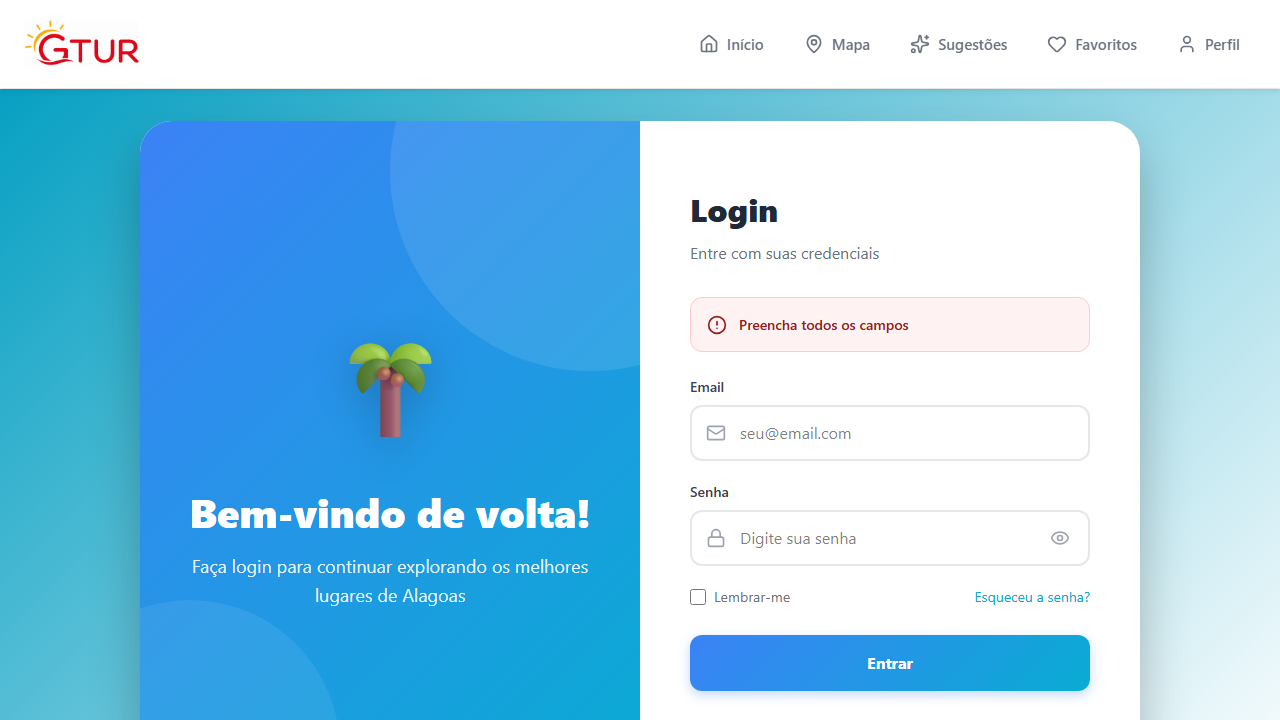 GTUR
Início
Mapa
Sugestões
Favoritos
Perfil
Bem-vindo de volta!
Faça login para continuar explorando os melhores
lugares de Alagoas
Login
Entre com suas credenciais
Preencha todos os campos
Email
seu@email.com
Senha
Digite sua senha
Lembrar-me
Esqueceu a senha?
Entrar